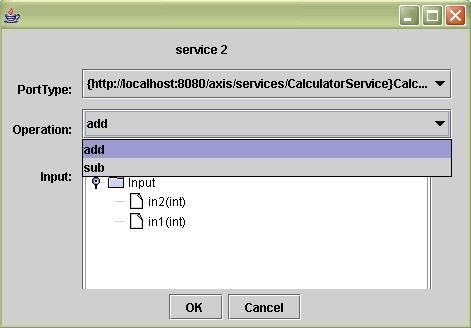 service 2
PortType: {http://localhost:8080/axis/services/CalculatorService}Calc...
Operation: add
add
sub
Input: Input
in2(int)
in1(int)
OK Cancel